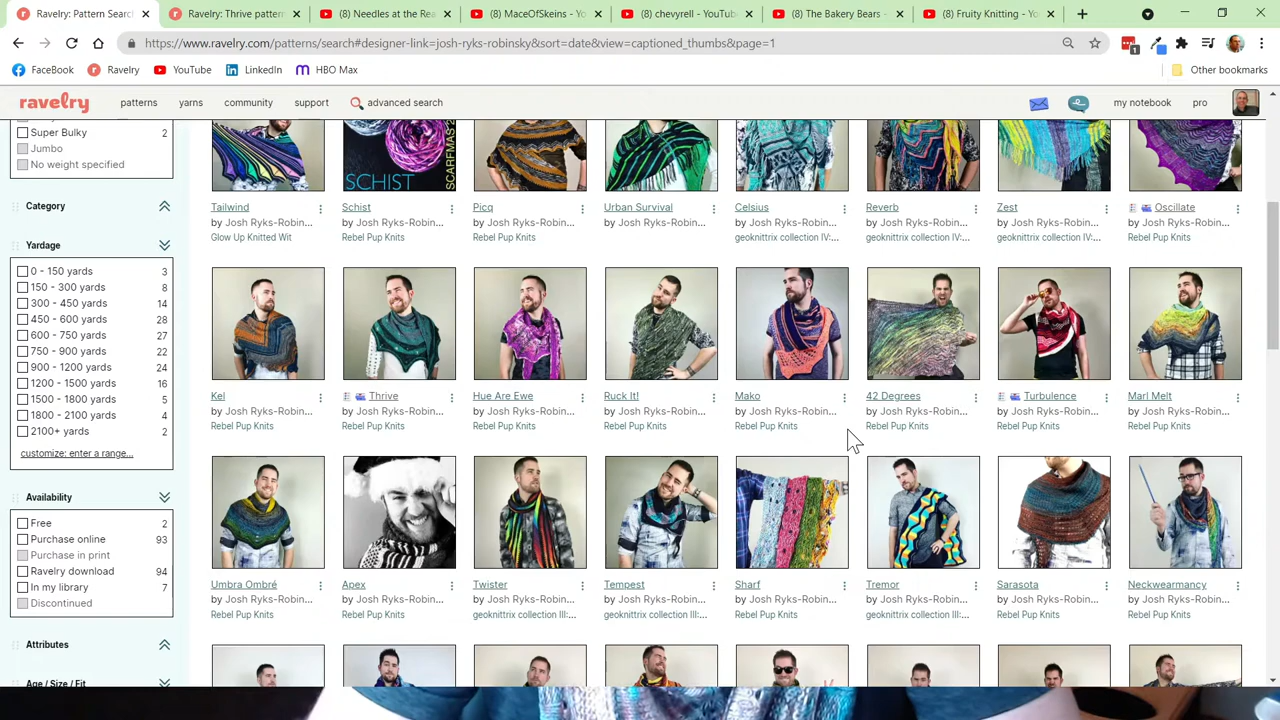 Ravelry: Pattern Searc
Ravelry: Thrive pattern
(8) Needles at the Rea
(8) MaceOfSkeins - Yo
(8) chevyrell - YouTube
(8) The Bakery Bears -
(8) Fruity Knitting - Yo
https://www.ravelry.com/patterns/search#designer-link=josh-ryks-robinsky&sort=date&view=captioned_thumbs&page=1
1
FaceBook
Ravelry
YouTube
LinkedIn
HBO Max
Other bookmarks
ravelry
patterns
yarns
community
support
advanced search
my notebook
pro
Super Bulky 2
Jumbo
No weight specified
Category
Yardage
0 - 150 yards 3
150 - 300 yards 8
300 - 450 yards 14
450 - 600 yards 28
600 - 750 yards 27
750 - 900 yards 22
900 - 1200 yards 24
1200 - 1500 yards 16
1500 - 1800 yards 5
1800 - 2100 yards 4
2100+ yards 2
customize: enter a range...
Availability
Free 2
Purchase online 93
Purchase in print
Ravelry download 94
In my library 7
Discontinued
Attributes
Age / Size / Fit
SCHIST
SCARFMAS
Tailwind
by Josh Ryks-Robin...
Glow Up Knitted Wit
Schist
by Josh Ryks-Robin...
Rebel Pup Knits
Picq
by Josh Ryks-Robin...
Rebel Pup Knits
Urban Survival
by Josh Ryks-Robin...
Celsius
by Josh Ryks-Robin...
geoknittrix collection IV:...
Reverb
by Josh Ryks-Robin...
geoknittrix collection IV:...
Zest
by Josh Ryks-Robin...
geoknittrix collection IV:...
Oscillate
by Josh Ryks-Robin...
Rebel Pup Knits
Kel
by Josh Ryks-Robin...
Rebel Pup Knits
Thrive
by Josh Ryks-Robin...
Rebel Pup Knits
Hue Are Ewe
by Josh Ryks-Robin...
Rebel Pup Knits
Ruck It!
by Josh Ryks-Robin...
Rebel Pup Knits
Mako
by Josh Ryks-Robin...
Rebel Pup Knits
42 Degrees
by Josh Ryks-Robin...
Rebel Pup Knits
Turbulence
by Josh Ryks-Robin...
Rebel Pup Knits
Marl Melt
by Josh Ryks-Robin...
Rebel Pup Knits
Umbra Ombré
by Josh Ryks-Robin...
Rebel Pup Knits
Apex
by Josh Ryks-Robin...
Rebel Pup Knits
Twister
by Josh Ryks-Robin...
geoknittrix collection III:...
Tempest
by Josh Ryks-Robin...
geoknittrix collection III:...
Sharf
by Josh Ryks-Robin...
Rebel Pup Knits
Tremor
by Josh Ryks-Robin...
geoknittrix collection III:...
Sarasota
by Josh Ryks-Robin...
Rebel Pup Knits
Neckwearmancy
by Josh Ryks-Robin...
Rebel Pup Knits